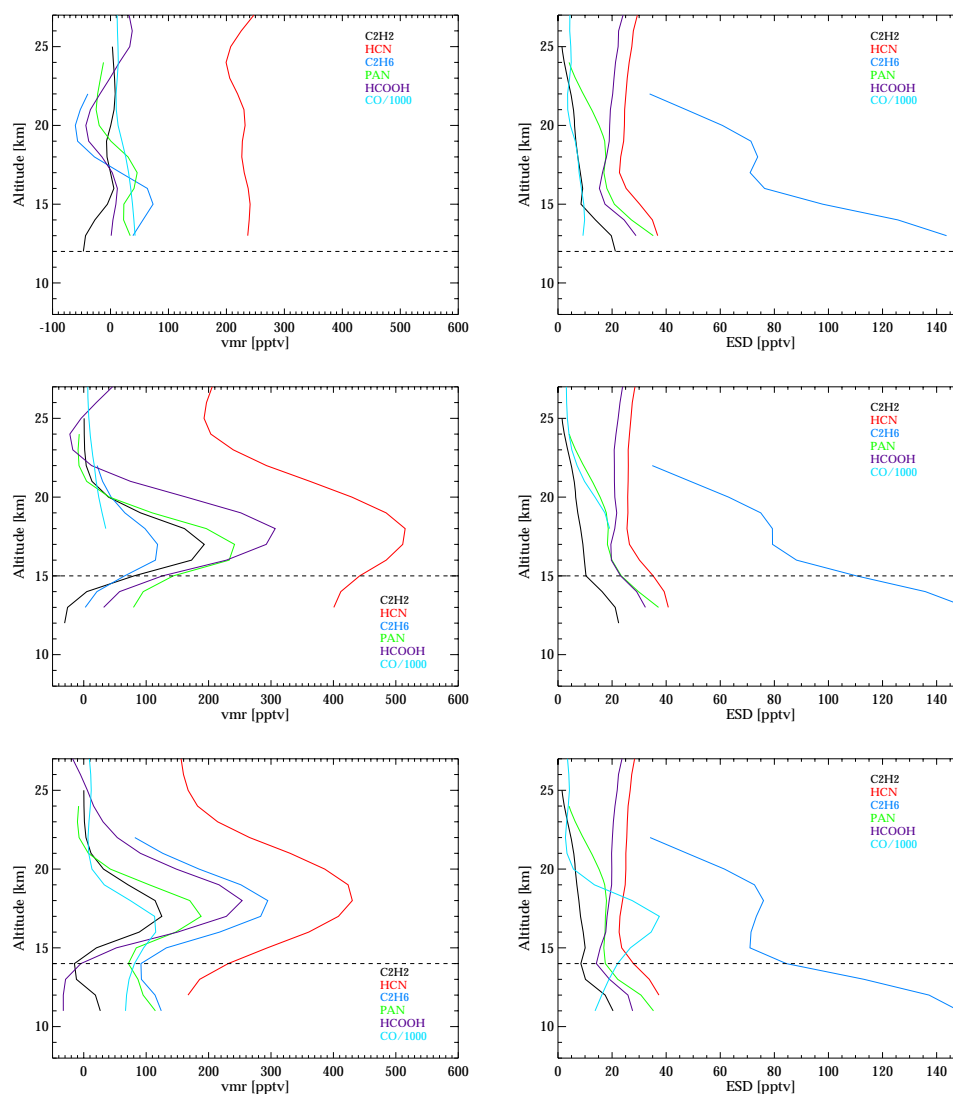 25
20
15
10
Altitude [km]
C2H2
HCN
C2H6
PAN
HCOOH
CO/1000
-100 0 100 200 300 400 500 600
vmr [pptv]
25
20
15
10
Altitude [km]
C2H2
HCN
C2H6
PAN
HCOOH
CO/1000
0 20 40 60 80 100 120 140
ESD [pptv]
25
20
15
10
Altitude [km]
C2H2
HCN
C2H6
PAN
HCOOH
CO/1000
0 100 200 300 400 500 600
vmr [pptv]
25
20
15
10
Altitude [km]
C2H2
HCN
C2H6
PAN
HCOOH
CO/1000
0 20 40 60 80 100 120 140
ESD [pptv]
25
20
15
10
Altitude [km]
C2H2
HCN
C2H6
PAN
HCOOH
CO/1000
0 100 200 300 400 500 600
vmr [pptv]
25
20
15
10
Altitude [km]
C2H2
HCN
C2H6
PAN
HCOOH
CO/1000
0 20 40 60 80 100 120 140
ESD [pptv]